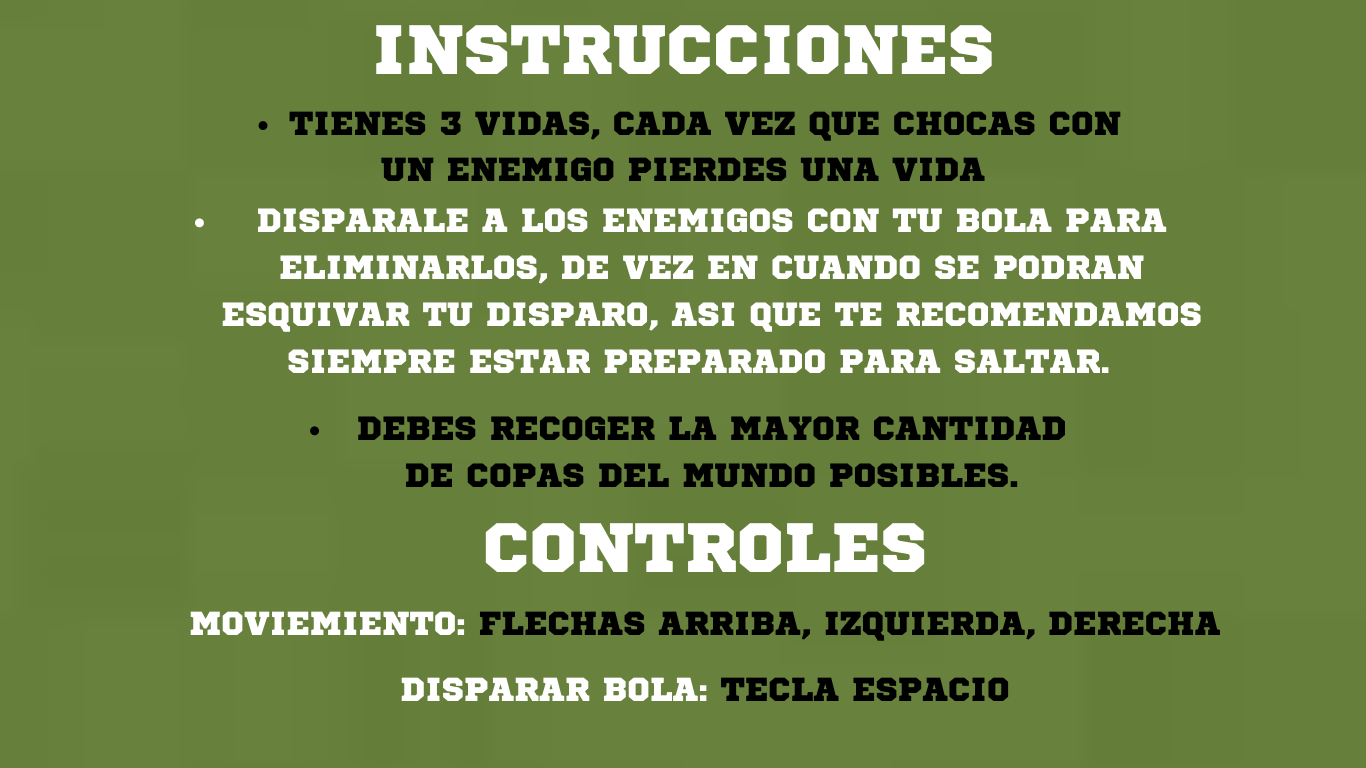 INSTRUCCIONES
• TIENES 3 VIDAS, CADA VEZ QUE CHOCAS CON
UN ENEMIGO PIERDES UNA VIDA
• DISPARALE A LOS ENEMIGOS CON TU BOLA PARA
ELIMINARLOS, DE VEZ EN CUANDO SE PODRAN
ESQUIVAR TU DISPARO, ASI QUE TE RECOMENDAMOS
SIEMPRE ESTAR PREPARADO PARA SALTAR.
• DEBES RECOGER LA MAYOR CANTIDAD
DE COPAS DEL MUNDO POSIBLES.
CONTROLES
MOVIEMIENTO: FLECHAS ARRIBA, IZQUIERDA, DERECHA
DISPARAR BOLA: TECLA ESPACIO